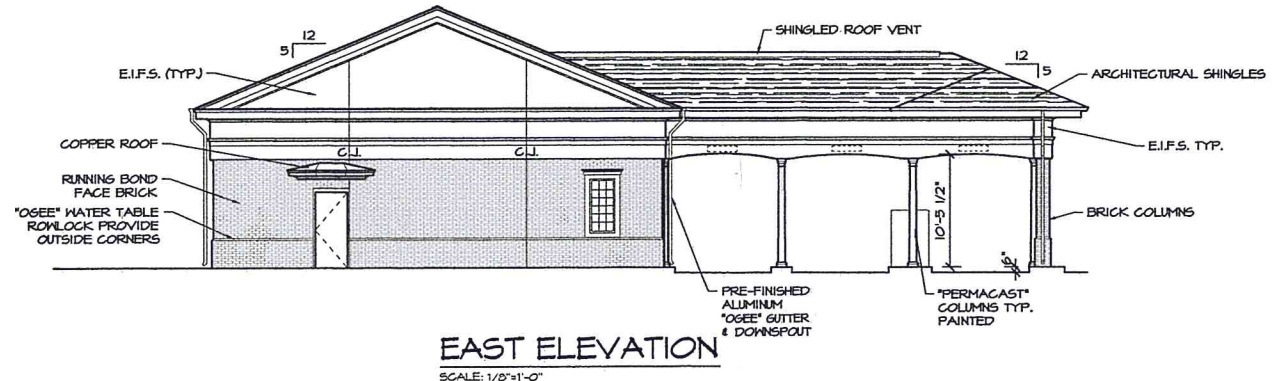 12
5
SHINGLED ROOF VENT
12
5
E.I.F.S. (TYP.)
ARCHITECTURAL SHINGLES
COPPER ROOF
C.J.
C.J.
E.I.F.S. TYP.
RUNNING BOND
FACE BRICK
"OGEE" WATER TABLE
ROWLOCK PROVIDE
OUTSIDE CORNERS
10'-5 1/2"
BRICK COLUMNS
6"
PRE-FINISHED
ALUMINUM
"OGEE" GUTTER
& DOWNSPOUT
"PERMACAST"
COLUMNS TYP.
PAINTED
EAST ELEVATION
SCALE: 1/8"=1'-0"